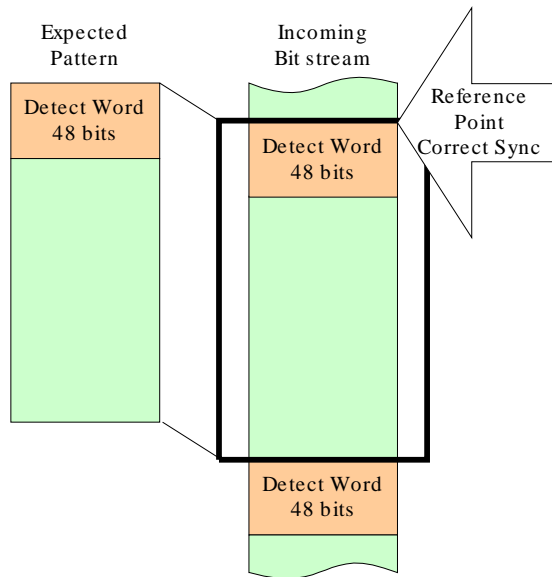 Expected
Pattern
Incoming
Bit stream
Detect Word
48 bits
Detect Word
48 bits
Reference
Point
Correct Sync
Detect Word
48 bits